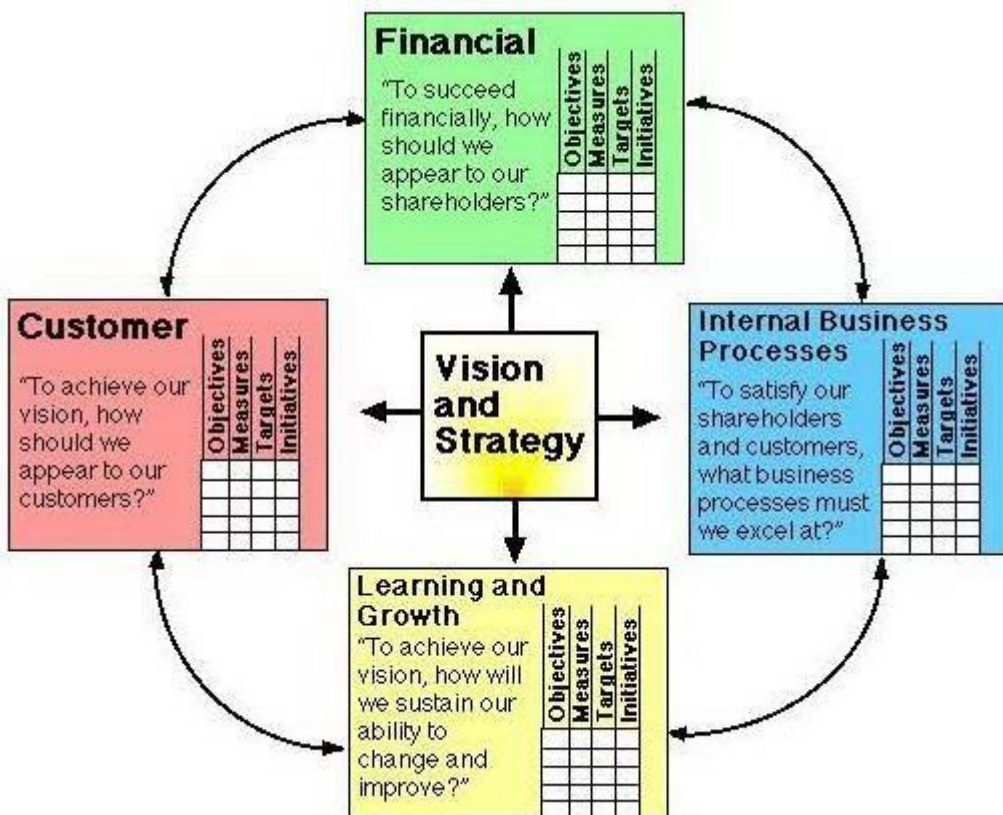 Financial
"To succeed
financially, how
should we
appear to our
shareholders?"
Objectives
Measures
Targets
Initiatives
Customer
"To achieve our
vision, how
should we
appear to our
customers?"
Objectives
Measures
Targets
Initiatives
Vision
and
Strategy
Internal Business
Processes
"To satisfy our
shareholders
and customers,
what business
processes must
we excel at?"
Objectives
Measures
Targets
Initiatives
Learning and
Growth
"To achieve our
vision, how will
we sustain our
ability to
change and
improve?"
Objectives
Measures
Targets
Initiatives